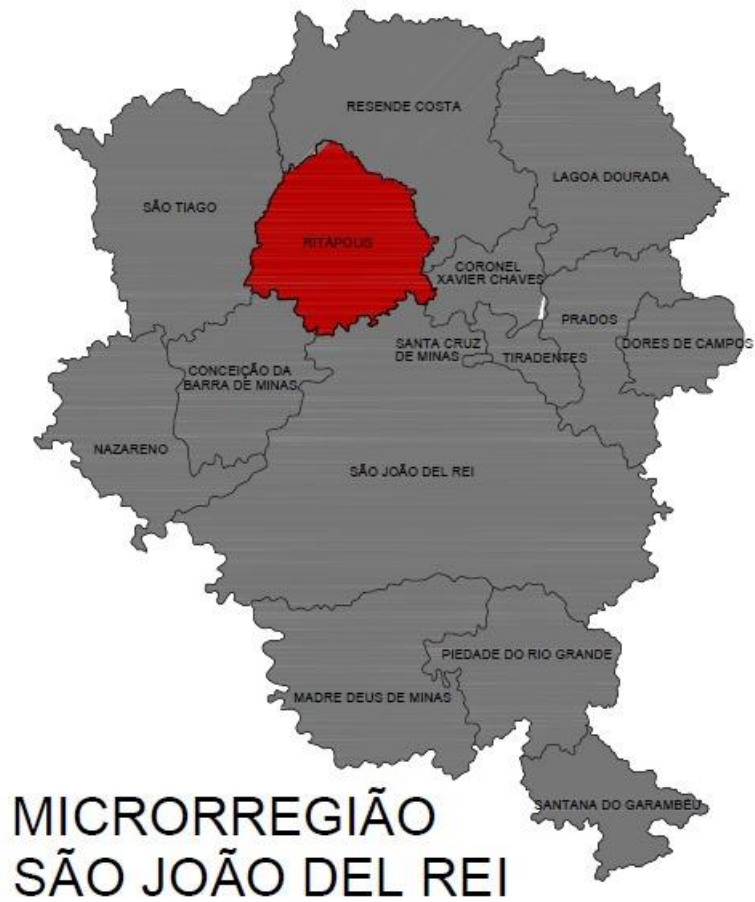 RESENDE COSTA
LAGOA DOURADA
SÃO TIAGO
RITÁPOLIS
CORONEL
XAVIER CHAVES
PRADOS
SANTA CRUZ
DE MINAS
TIRADENTES
DORES DE CAMPOS
CONCEIÇÃO DA
BARRA DE MINAS
NAZARENO
SÃO JOÃO DEL REI
PIEDADE DO RIO GRANDE
MADRE DEUS DE MINAS
SANTANA DO GARAMBÉU
MICRORREGIÃO
SÃO JOÃO DEL REI